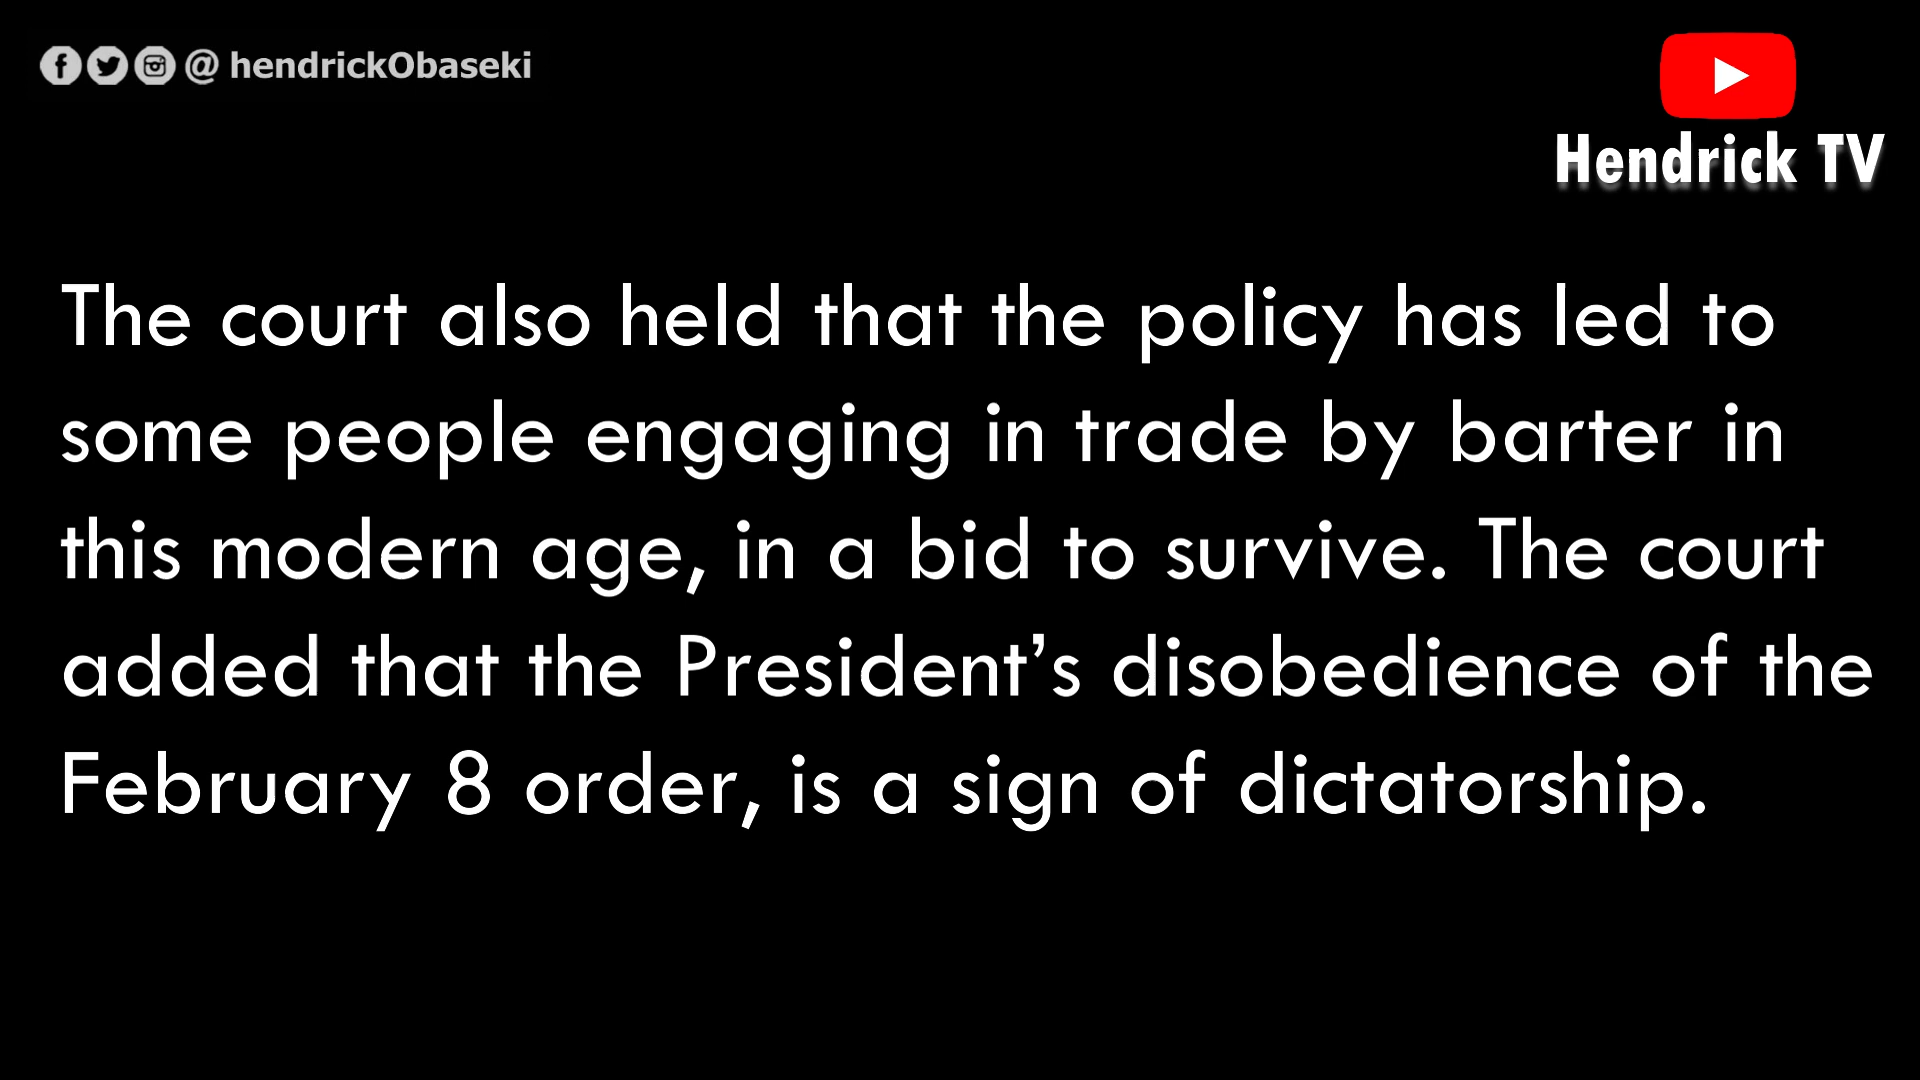 @ hendrickObaseki
Hendrick TV
The court also held that the policy has led to
some people engaging in trade by barter in
this modern age, in a bid to survive. The court
added that the President’s disobedience of the
February 8 order, is a sign of dictatorship.